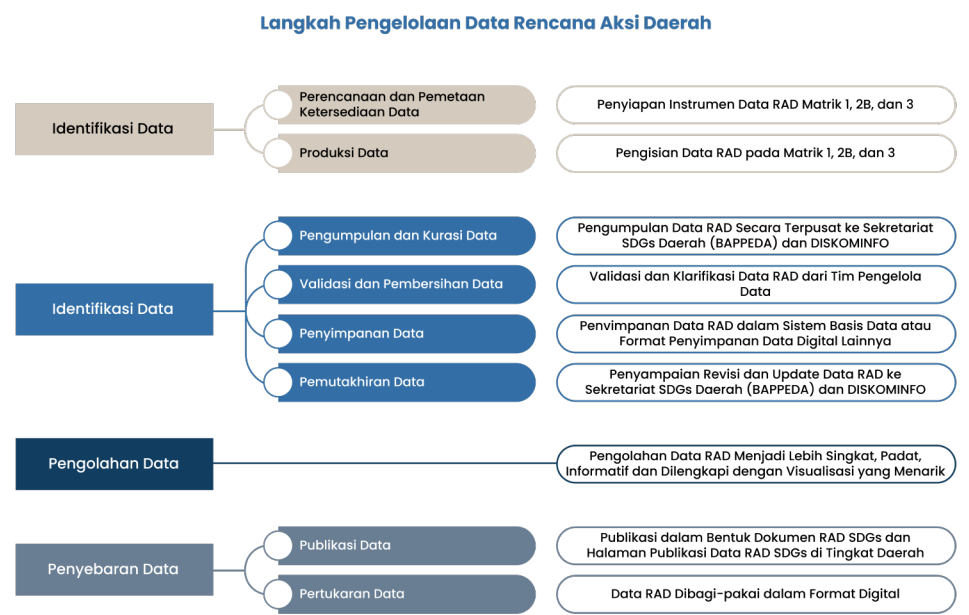 Langkah Pengelolaan Data Rencana Aksi Daerah
Identifikasi Data
Perencanaan dan Pemetaan
Ketersediaan Data
Penyiapan Instrumen Data RAD Matrik 1, 2B, dan 3
Produksi Data
Pengisian Data RAD pada Matrik 1, 2B, dan 3
Identifikasi Data
Pengumpulan dan Kurasi Data
Pengumpulan Data RAD Secara Terpusat ke Sekretariat
SDGs Daerah (BAPPEDA) dan DISKOMINFO
Validasi dan Pembersihan Data
Validasi dan Klarifikasi Data RAD dari Tim Pengelola
Data
Penyimpanan Data
Penvimpanan Data RAD dalam Sistem Basis Data atau
Format Penyimpanan Data Digital Lainnya
Pemutakhiran Data
Penyampaian Revisi dan Update Data RAD ke
Sekretariat SDGs Daerah (BAPPEDA) dan DISKOMINFO
Pengolahan Data
Pengolahan Data RAD Menjadi Lebih Singkat, Padat,
Informatif dan Dilengkapi dengan Visualisasi yang Menarik
Penyebaran Data
Publikasi Data
Publikasi dalam Bentuk Dokumen RAD SDGs dan
Halaman Publikasi Data RAD SDGs di Tingkat Daerah
Pertukaran Data
Data RAD Dibagi-pakai dalam Format Digital